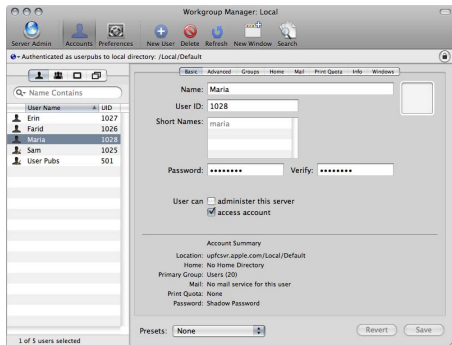 Workgroup Manager: Local
Server Admin Accounts Preferences New User Delete Refresh New Window Search
Authenticated as userpubs to local directory: /Local/Default
Name Contains
User Name UID
Erin 1027
Farid 1026
Maria 1028
Sam 1025
User Pubs 501
1 of 5 users selected
Basic Advanced Groups Home Mail Print Quota Info Windows
Name: Maria
User ID: 1028
Short Names: maria
Password: •••••••• Verify: ••••••••
User can administer this server
access account
Account Summary
Location: upfcsvr.apple.com/Local/Default
Home: No Home Directory
Primary Group: Users (20)
Mail: No mail service for this user
Print Quota: None
Password: Shadow Password
Presets: None Revert Save